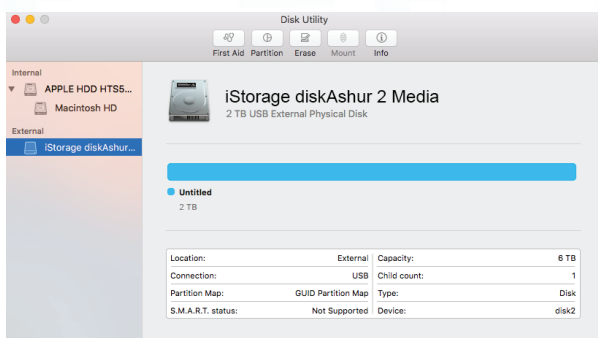 Disk Utility
First Aid Partition Erase Mount Info
Internal
APPLE HDD HTS5...
Macintosh HD
External
iStorage diskAshur...
iStorage diskAshur 2 Media
2 TB USB External Physical Disk
Untitled
2 TB
Location: External Capacity: 6 TB
Connection: USB Child count: 1
Partition Map: GUID Partition Map Type: Disk
S.M.A.R.T. status: Not Supported Device: disk2